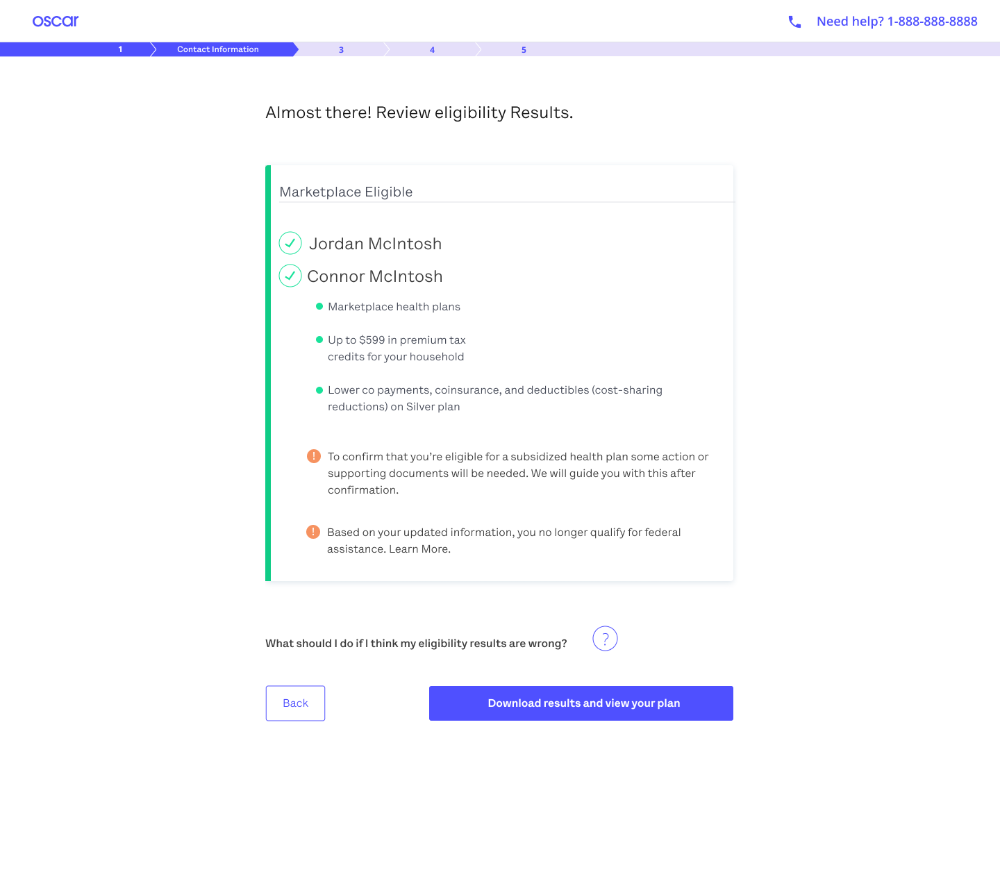 oscar
Need help? 1-888-888-8888
1
Contact Information
3
4
5
Almost there! Review eligibility Results.
Marketplace Eligible
Jordan McIntosh
Connor McIntosh
Marketplace health plans
Up to $599 in premium tax
credits for your household
Lower co payments, coinsurance, and deductibles (cost-sharing
reductions) on Silver plan
! To confirm that you’re eligible for a subsidized health plan some action or
supporting documents will be needed. We will guide you with this after
confirmation.
! Based on your updated information, you no longer qualify for federal
assistance. Learn More.
What should I do if I think my eligibility results are wrong?
?
Back
Download results and view your plan